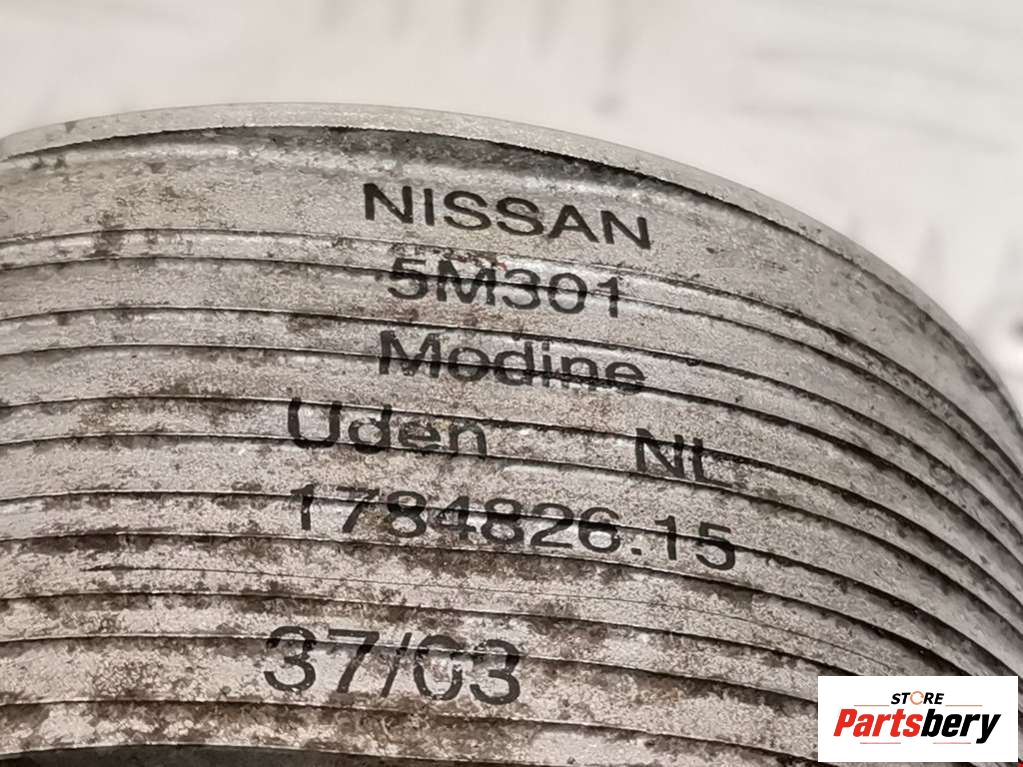 NISSAN
5M301
Modine
Uden NL
1784826.15
37/03
STORE
Partsbery